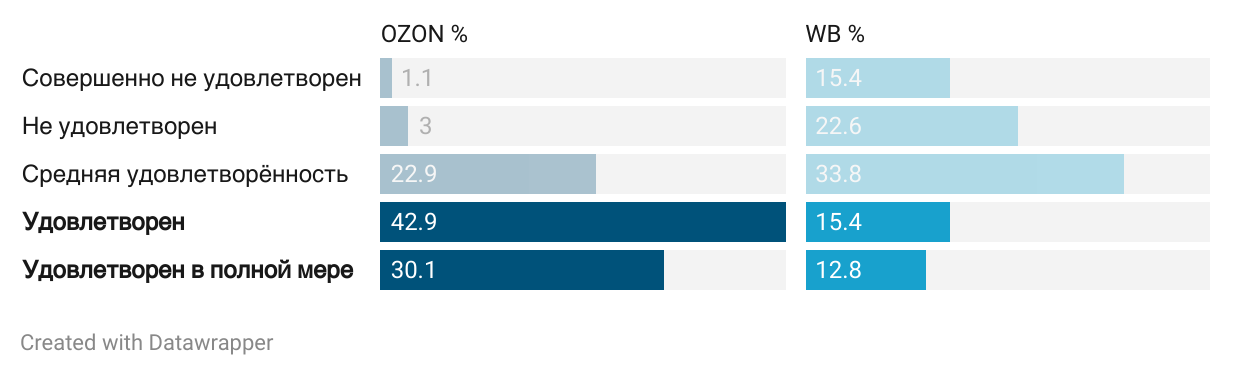 OZON % WB %
Совершенно не удовлетворен 1.1 15.4
Не удовлетворен 3 22.6
Средняя удовлетворённость 22.9 33.8
Удовлетворен 42.9 15.4
Удовлетворен в полной мере 30.1 12.8
Created with Datawrapper